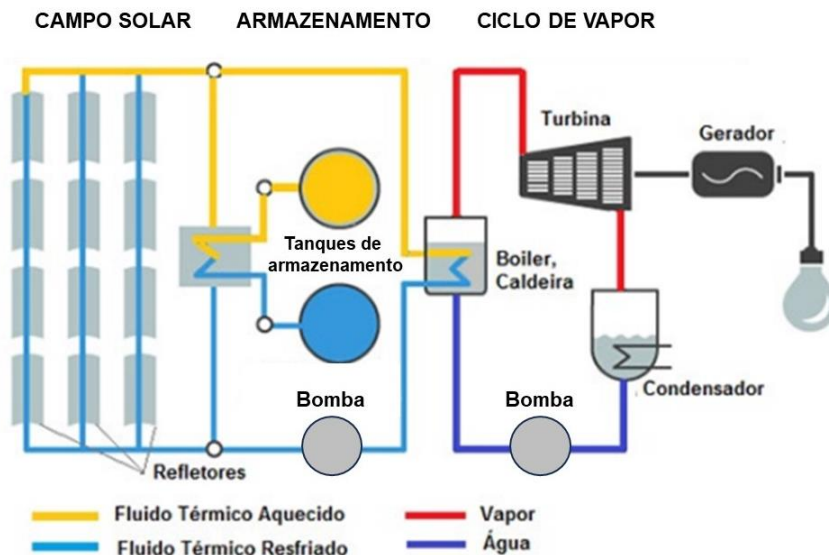 CAMPO SOLAR
ARMAZENAMENTO
CICLO DE VAPOR
Turbina
Gerador
Tanques de
armazenamento
Boiler,
Caldeira
Bomba
Bomba
Condensador
Refletores
Fluido Térmico Aquecido
Vapor
Fluido Térmico Resfriado
Água